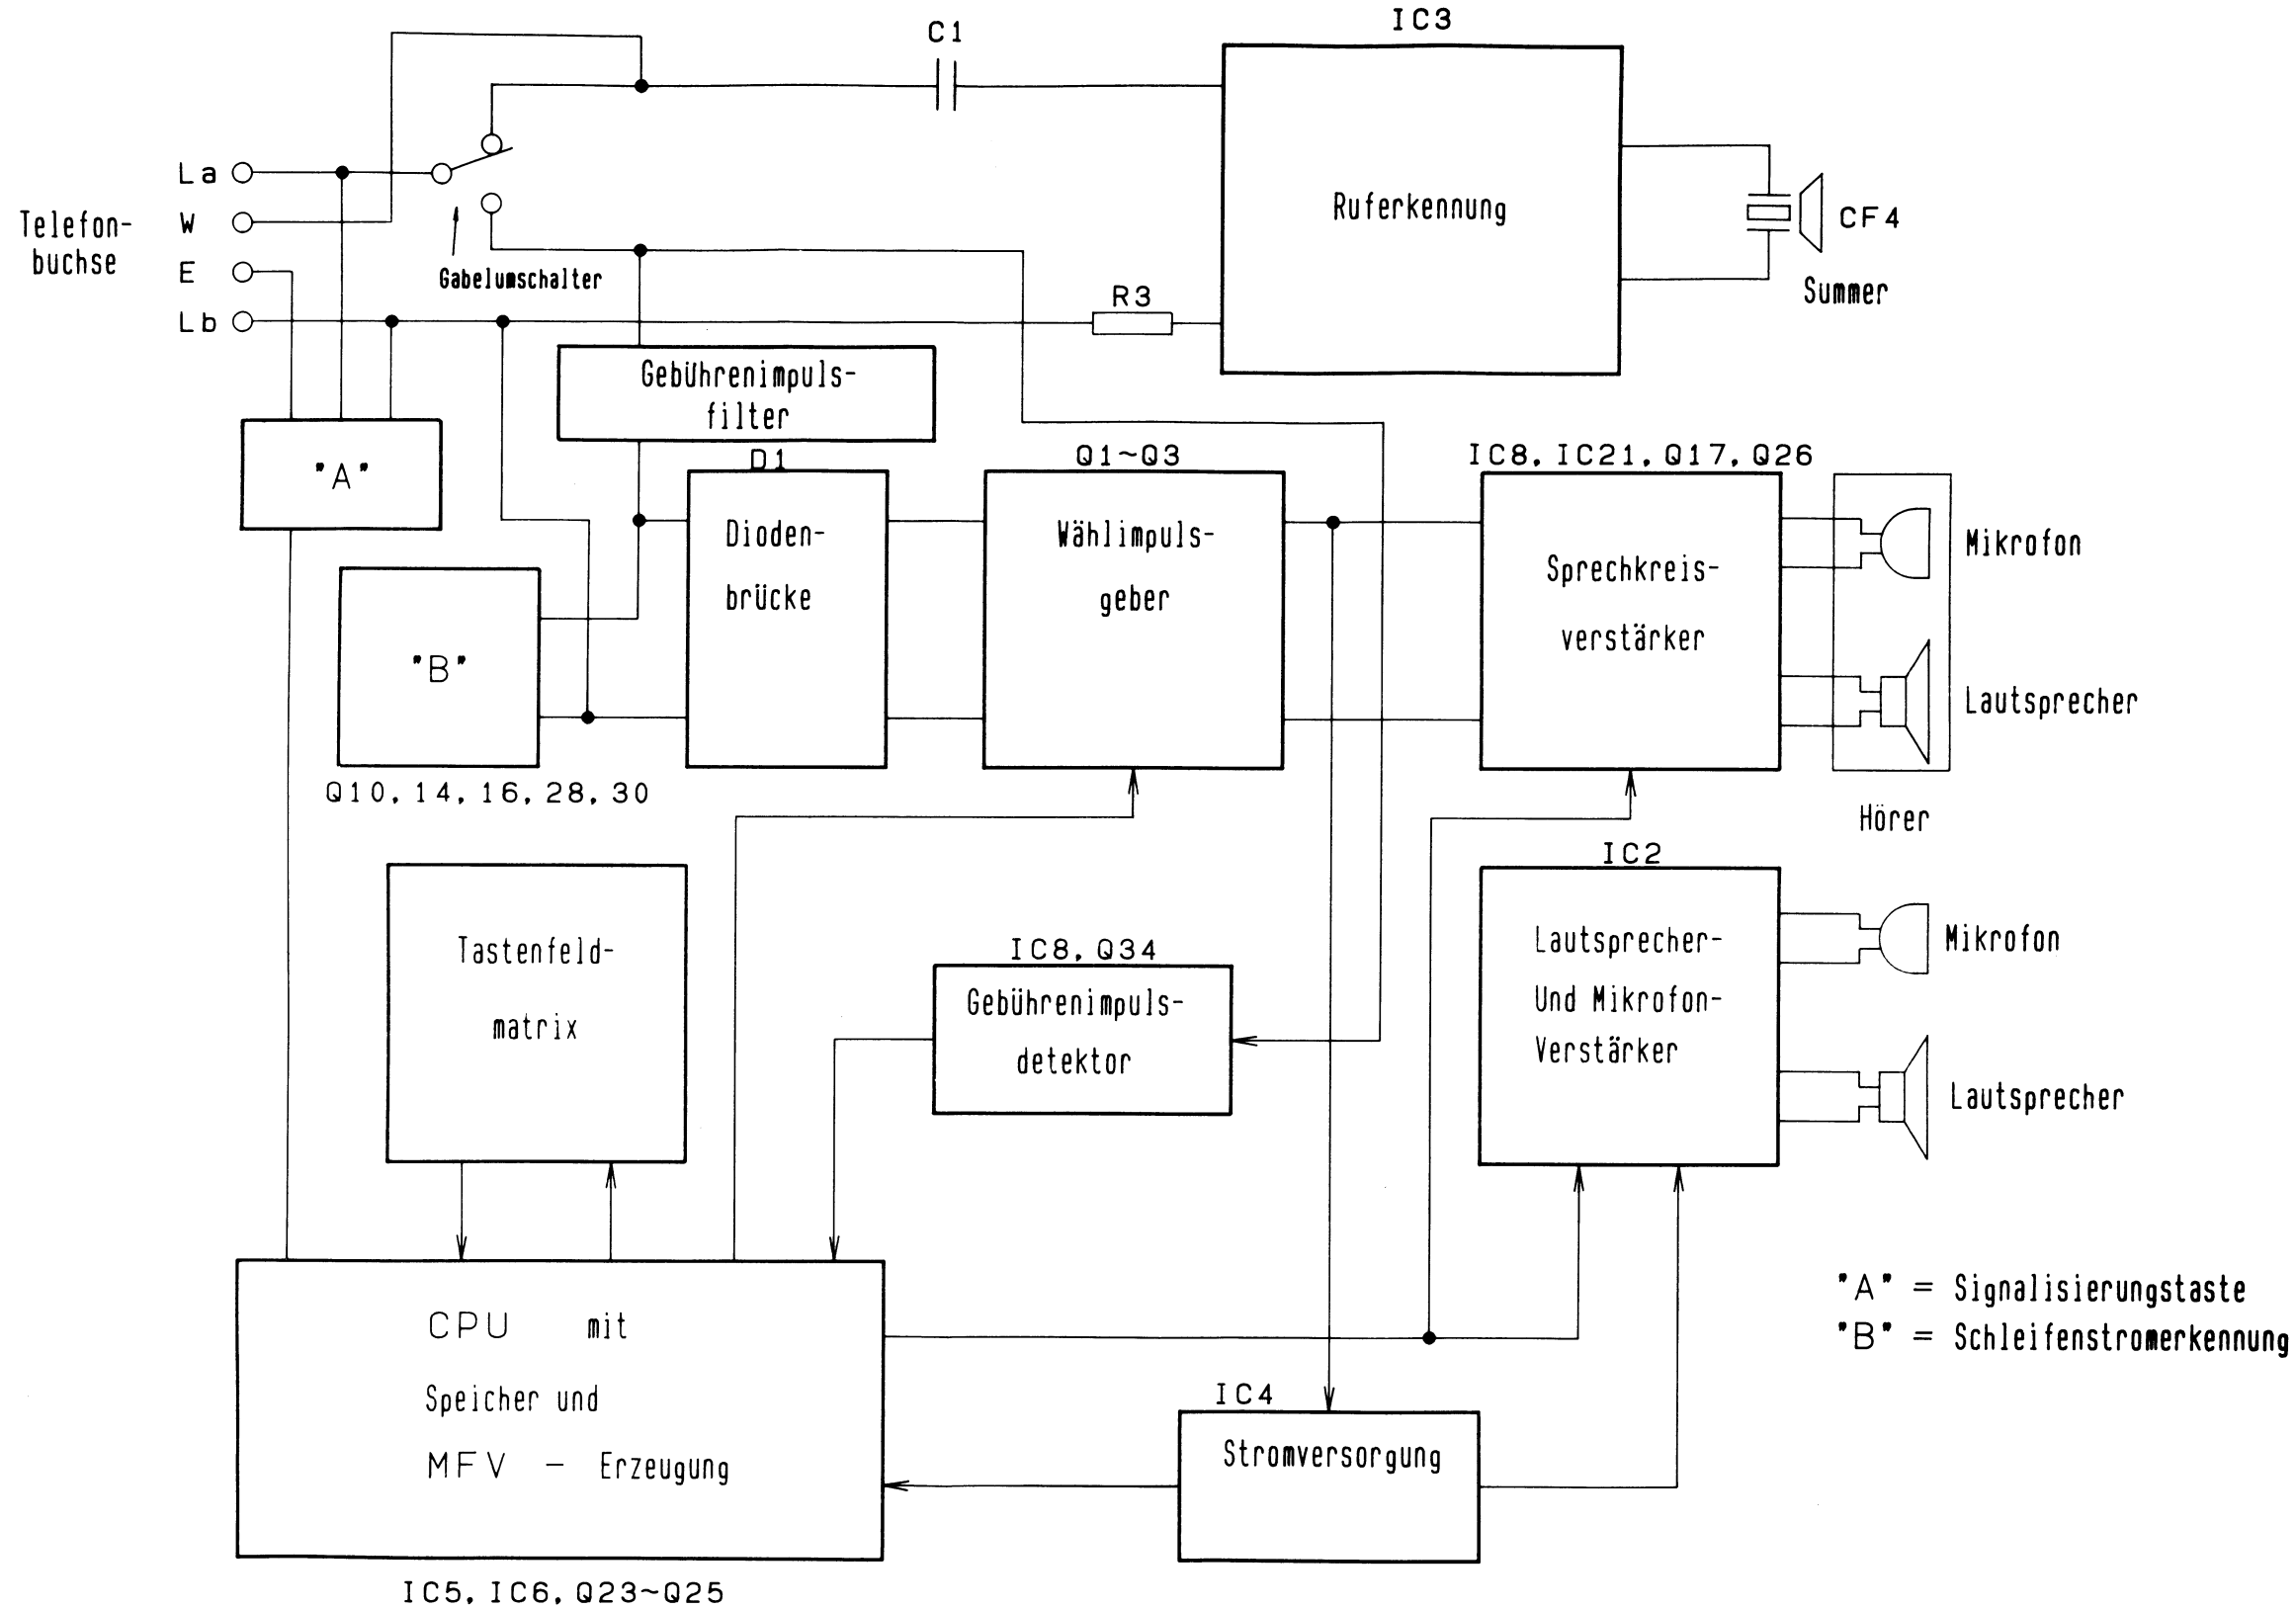 IC3
C1
La
W
E
Lb
Telefon-
buchse
Gabelumschalter
Ruferkennung
CF4
Summer
R3
Gebührenimpuls-
filter
"A"
D1
Dioden-
brücke
Q1~Q3
Wählimpuls-
geber
IC8, IC21, Q17, Q26
Sprechkreis-
verstärker
Mikrofon
Lautsprecher
Hörer
"B"
Q10, 14, 16, 28, 30
Tastenfeld-
matrix
IC8, Q34
Gebührenimpuls-
detektor
IC2
Lautsprecher-
Und Mikrofon-
Verstärker
Mikrofon
Lautsprecher
"A" = Signalisierungstaste
"B" = Schleifenstromerkennung
CPU mit
Speicher und
MFV - Erzeugung
IC5, IC6, Q23~Q25
IC4
Stromversorgung